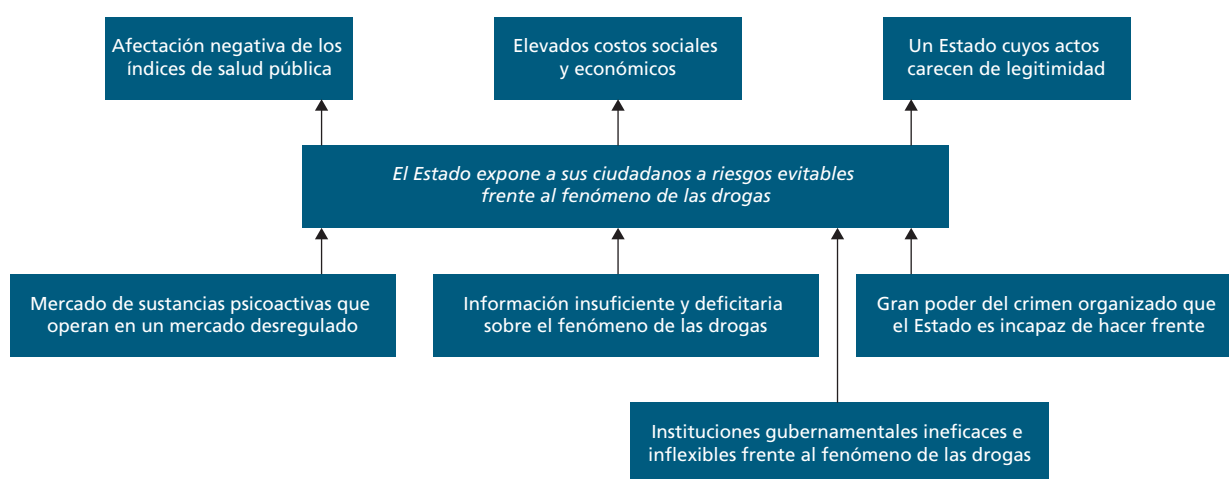 Afectación negativa de los
índices de salud pública
Elevados costos sociales
y económicos
Un Estado cuyos actos
carecen de legitimidad
El Estado expone a sus ciudadanos a riesgos evitables
frente al fenómeno de las drogas
Mercado de sustancias psicoactivas que
operan en un mercado desregulado
Información insuficiente y deficitaria
sobre el fenómeno de las drogas
Gran poder del crimen organizado que
el Estado es incapaz de hacer frente
Instituciones gubernamentales ineficaces e
inflexibles frente al fenómeno de las drogas